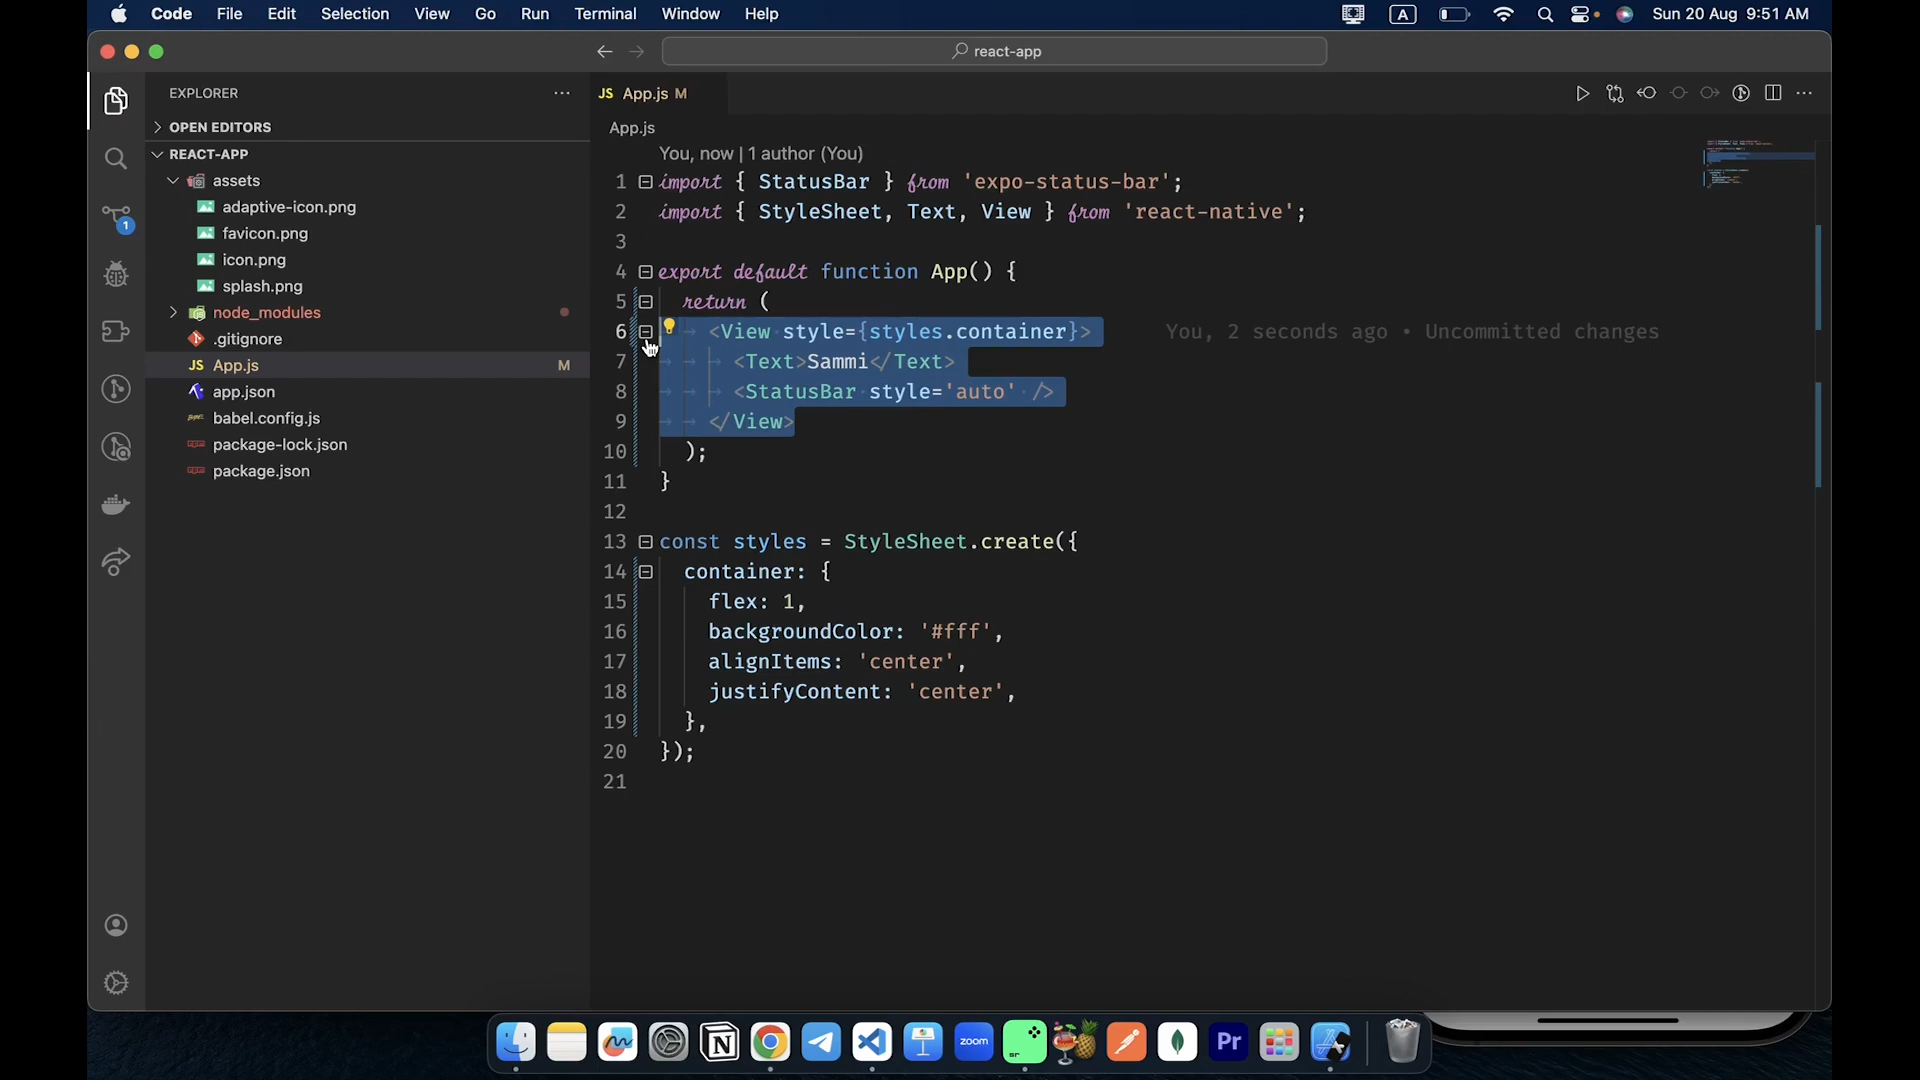 Code File Edit Selection View Go Run Terminal Window Help
A
Sun 20 Aug 9:51 AM
react-app
EXPLORER
JS App.js M
OPEN EDITORS
App.js
REACT-APP
You, now | 1 author (You)
assets
adaptive-icon.png
favicon.png
icon.png
splash.png
node_modules
.gitignore
JS App.js M
app.json
babel.config.js
package-lock.json
package.json
1
1 import { StatusBar } from 'expo-status-bar';
2 import { StyleSheet, Text, View } from 'react-native';
3
4 export default function App() {
5 return (
6 <View style={styles.container}> You, 2 seconds ago • Uncommitted changes
7 <Text>Sammi</Text>
8 <StatusBar style='auto' />
9 </View>
10 );
11 }
12
13 const styles = StyleSheet.create({
14 container: {
15 flex: 1,
16 backgroundColor: '#fff',
17 alignItems: 'center',
18 justifyContent: 'center',
19 },
20 });
21
zoom
sr
Pr